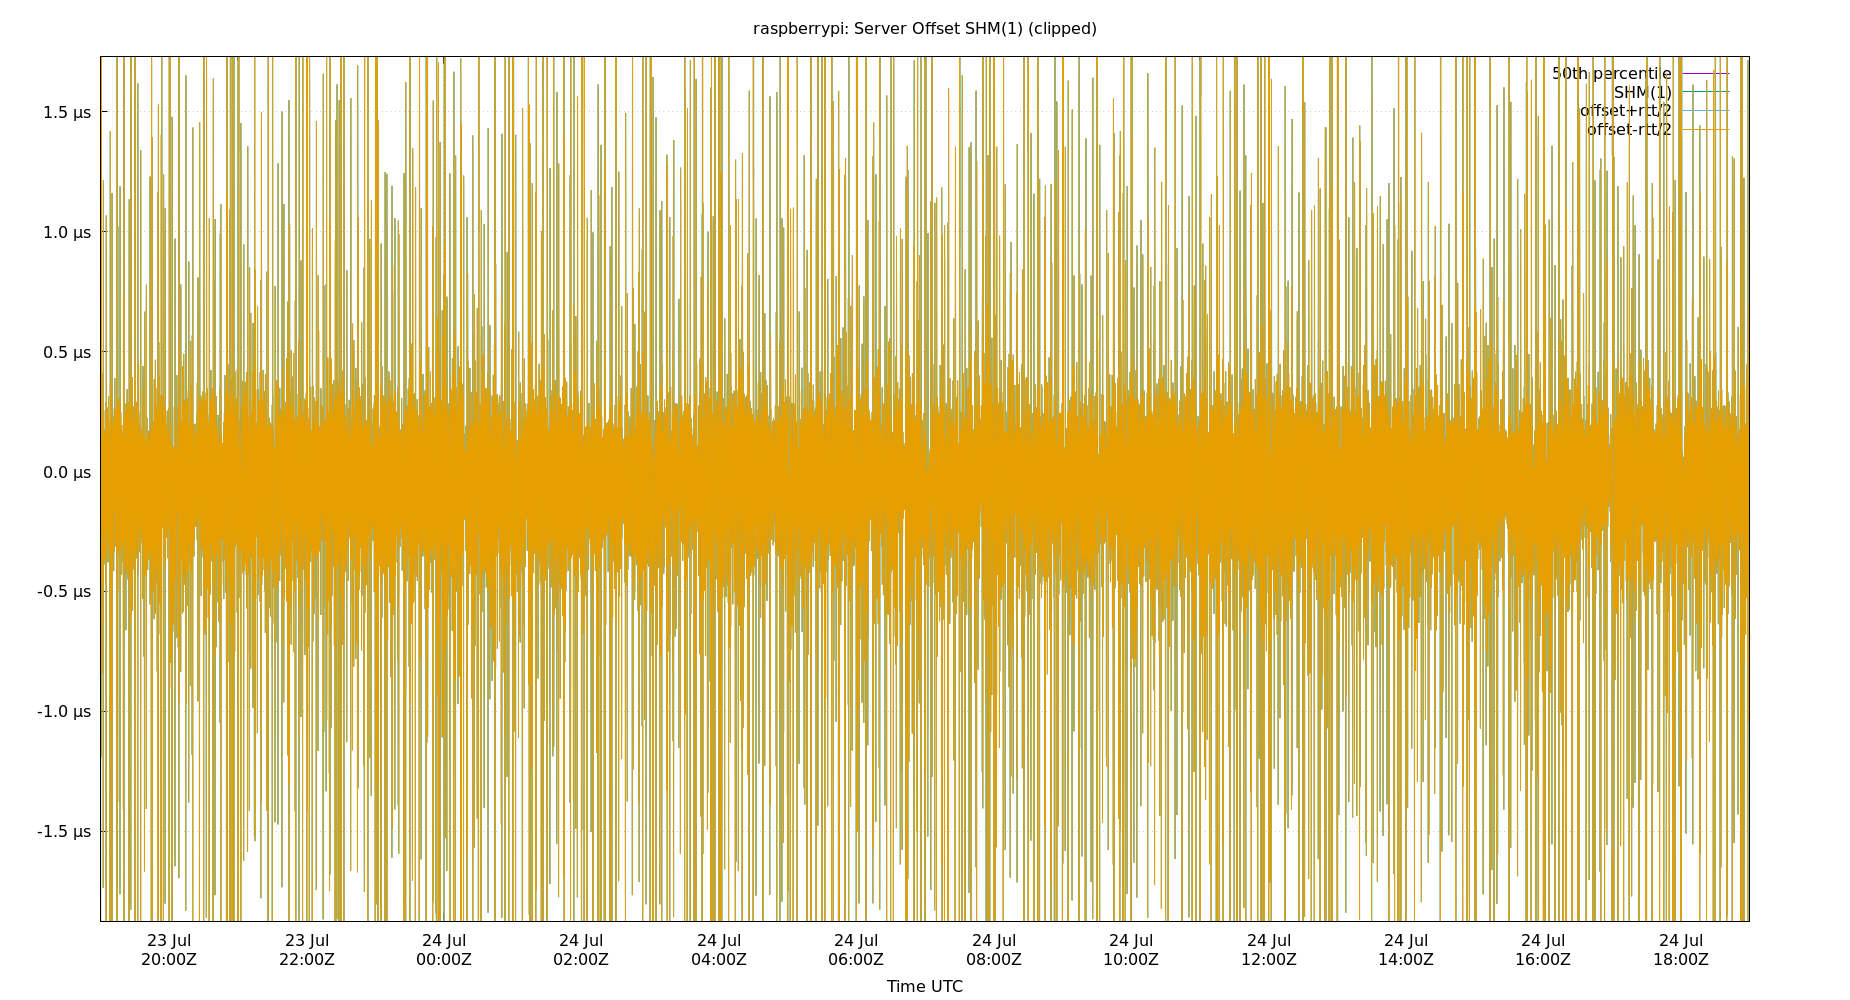 raspberrypi: Server Offset SHM(1) (clipped)
50th percentile
SHM(1)
offset+rtt/2
offset-rtt/2
1.5 µs
1.0 µs
0.5 µs
0.0 µs
-0.5 µs
-1.0 µs
-1.5 µs
23 Jul 23 Jul 24 Jul 24 Jul 24 Jul 24 Jul 24 Jul 24 Jul 24 Jul 24 Jul 24 Jul 24 Jul
20:00Z 22:00Z 00:00Z 02:00Z 04:00Z 06:00Z 08:00Z 10:00Z 12:00Z 14:00Z 16:00Z 18:00Z
Time UTC